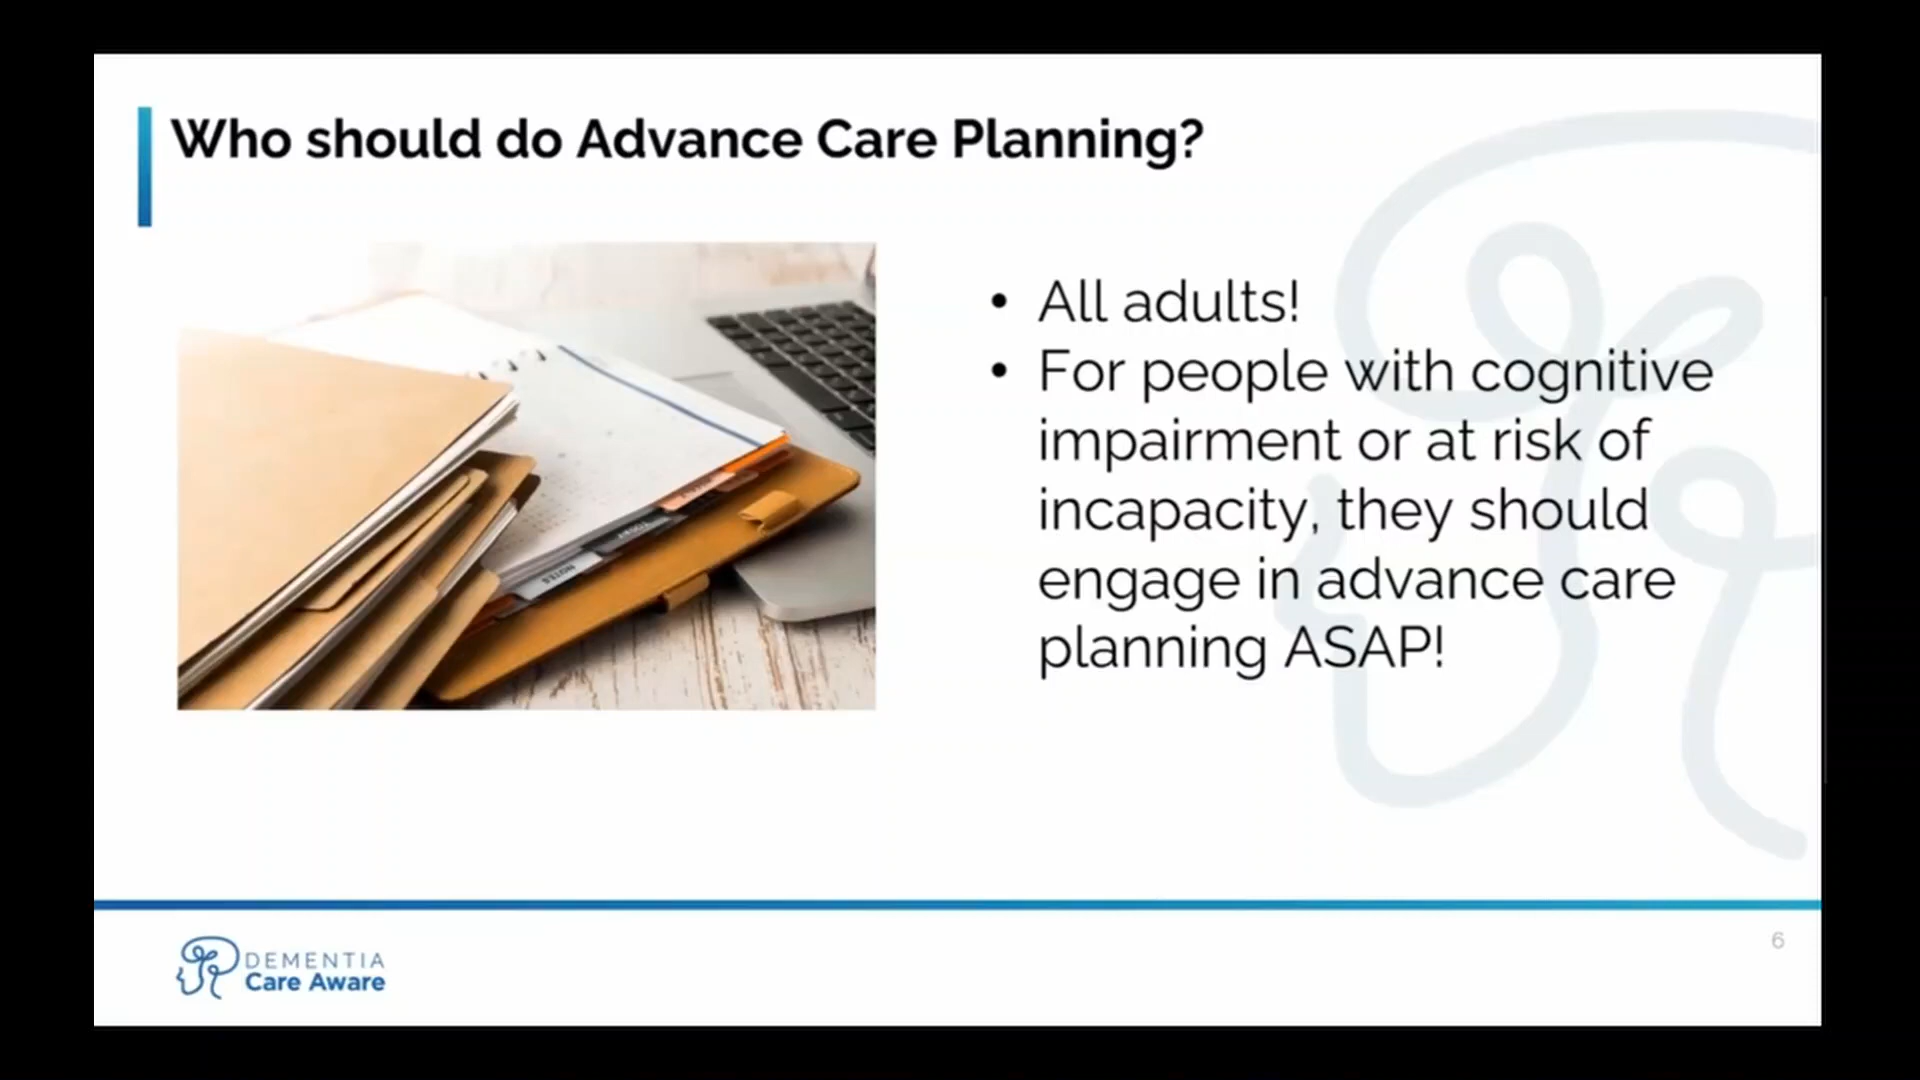 Who should do Advance Care Planning?
• All adults!
• For people with cognitive
impairment or at risk of
incapacity, they should
engage in advance care
planning ASAP!
NOTES
DEMENTIA
Care Aware
6